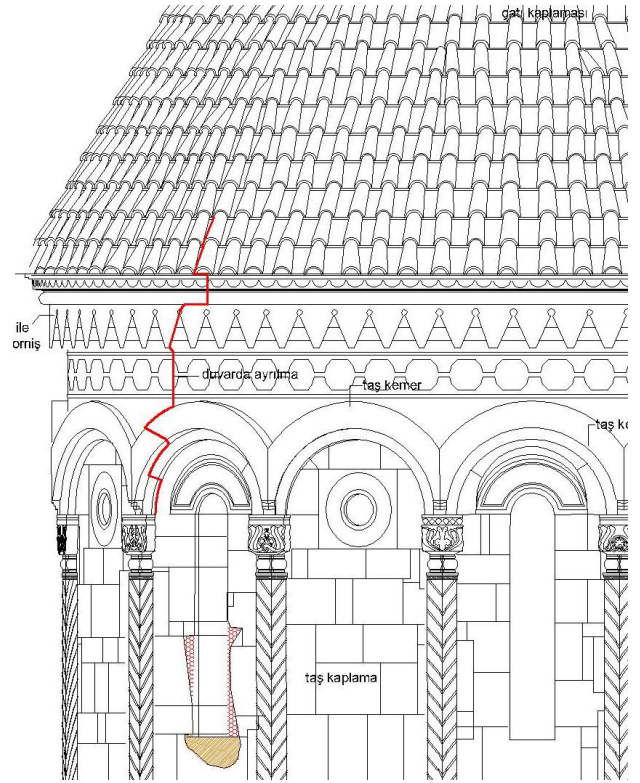 çatı kaplaması
ile
orniş
duvarda ayrılma
taş kemer
taş
taş kaplama